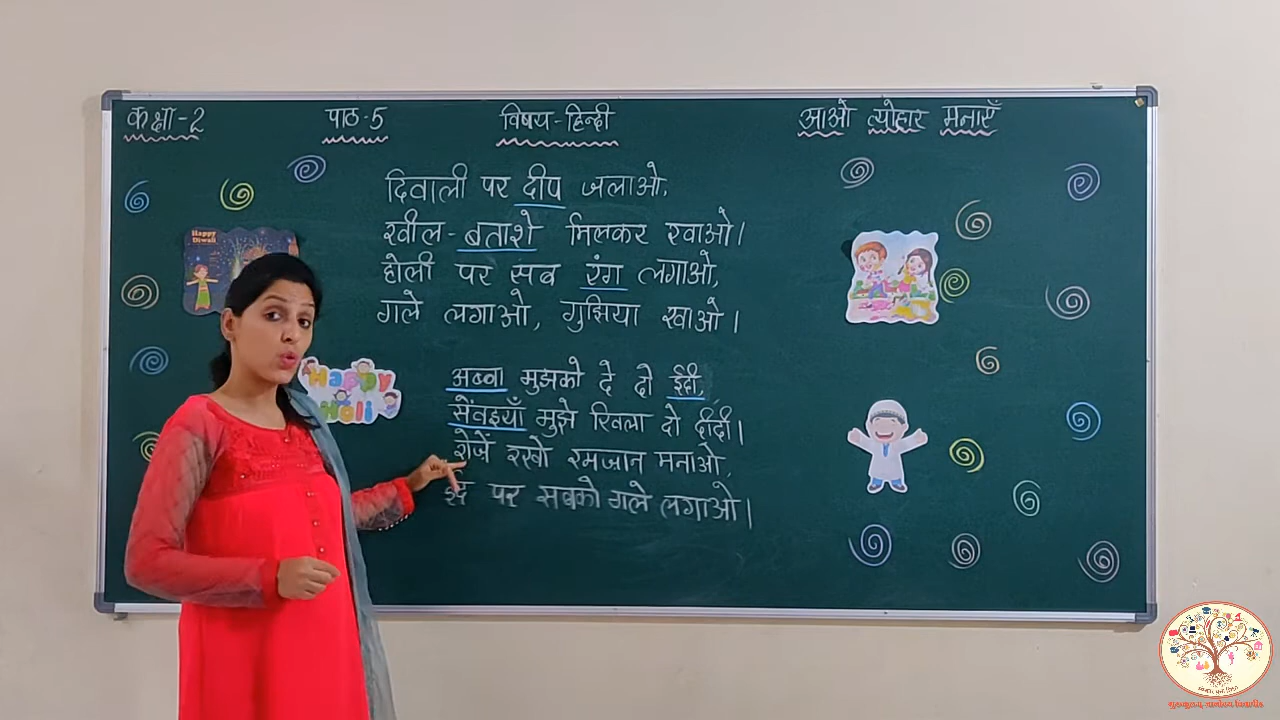 कक्षा-2 पाठ-5 विषय-हिन्दी आओ त्योहार मनाएँ
दिवाली पर दीप जलाओ,
खील-बताशे मिलकर खाओ।
होली पर सब रंग लगाओ,
गले लगाओ, गुझिया खाओ।
Happy Diwali
अब्बा मुझको दे दो ईदी,
Happy Holi
सेंवइयाँ मुझे खिला दो दीदी।
रोजें रखो रमजान मनाओ,
ईद पर सबको गले लगाओ।